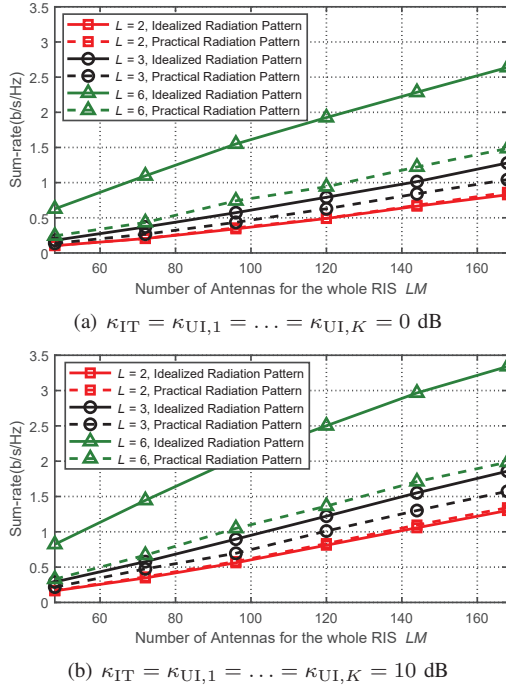 3.5
3
2.5
2
1.5
1
0.5
0
Sum-rate(b/s/Hz)
L = 2, Idealized Radiation Pattern
L = 2, Practical Radiation Pattern
L = 3, Idealized Radiation Pattern
L = 3, Practical Radiation Pattern
L = 6, Idealized Radiation Pattern
L = 6, Practical Radiation Pattern
60 80 100 120 140 160
Number of Antennas for the whole RIS LM
(a) κIT = κUI,1 = . . . = κUI,K = 0 dB
3.5
3
2.5
2
1.5
1
0.5
0
Sum-rate(b/s/Hz)
L = 2, Idealized Radiation Pattern
L = 2, Practical Radiation Pattern
L = 3, Idealized Radiation Pattern
L = 3, Practical Radiation Pattern
L = 6, Idealized Radiation Pattern
L = 6, Practical Radiation Pattern
60 80 100 120 140 160
Number of Antennas for the whole RIS LM
(b) κIT = κUI,1 = . . . = κUI,K = 10 dB